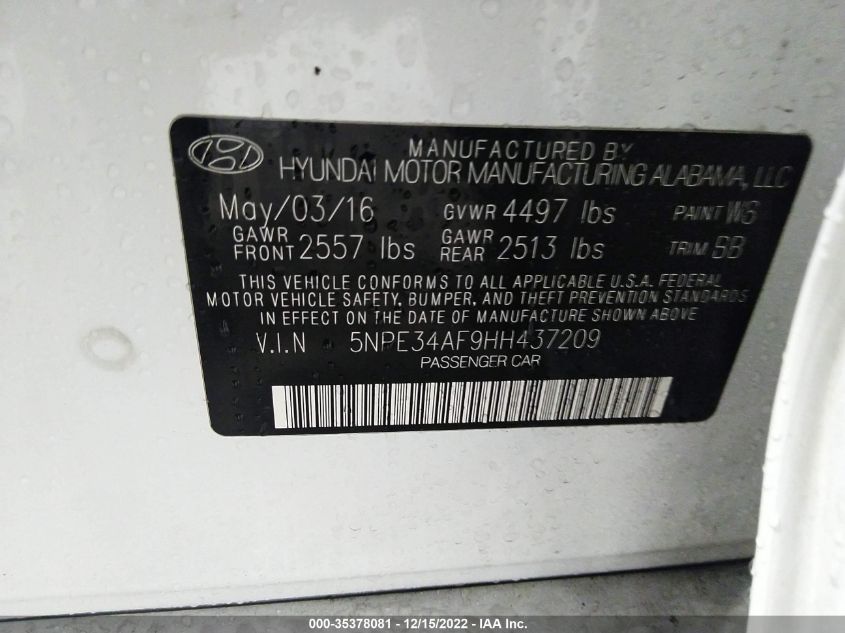 MANUFACTURED BY
HYUNDAI MOTOR MANUFACTURING ALABAMA, LLC
May/03/16 GVWR 4497 lbs PAINT W6
GAWR FRONT 2557 lbs GAWR REAR 2513 lbs TRIM BB
THIS VEHICLE CONFORMS TO ALL APPLICABLE U.S.A. FEDERAL
MOTOR VEHICLE SAFETY, BUMPER, AND THEFT PREVENTION STANDARDS
IN EFFECT ON THE DATE OF MANUFACTURE SHOWN ABOVE
V.I.N 5NPE34AF9HH437209
PASSENGER CAR
000-35378081 - 12/15/2022 - IAA Inc.